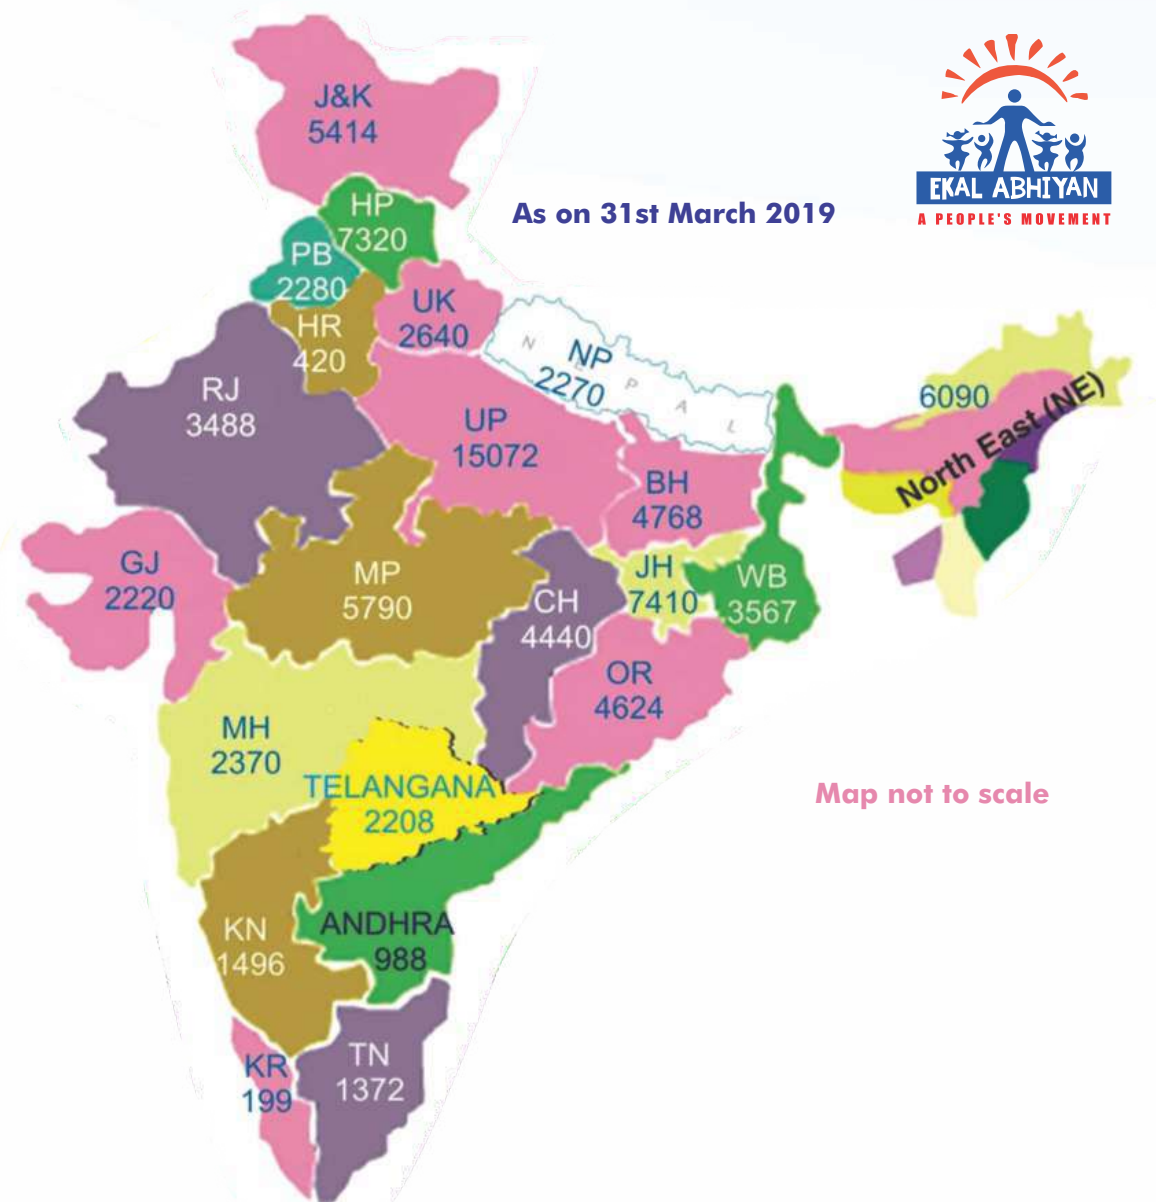 J&K
5414
EKAL ABHIYAN
A PEOPLE'S MOVEMENT
As on 31st March 2019
HP
7320
PB
2280
UK
2640
HR
420
NP
2270
NEPAL
RJ
3488
UP
15072
6090
North East (NE)
BH
4768
GJ
2220
MP
5790
CH
4440
JH
7410
WB
3567
OR
4624
MH
2370
TELANGANA
2208
Map not to scale
KN
1496
ANDHRA
988
KR
199
TN
1372